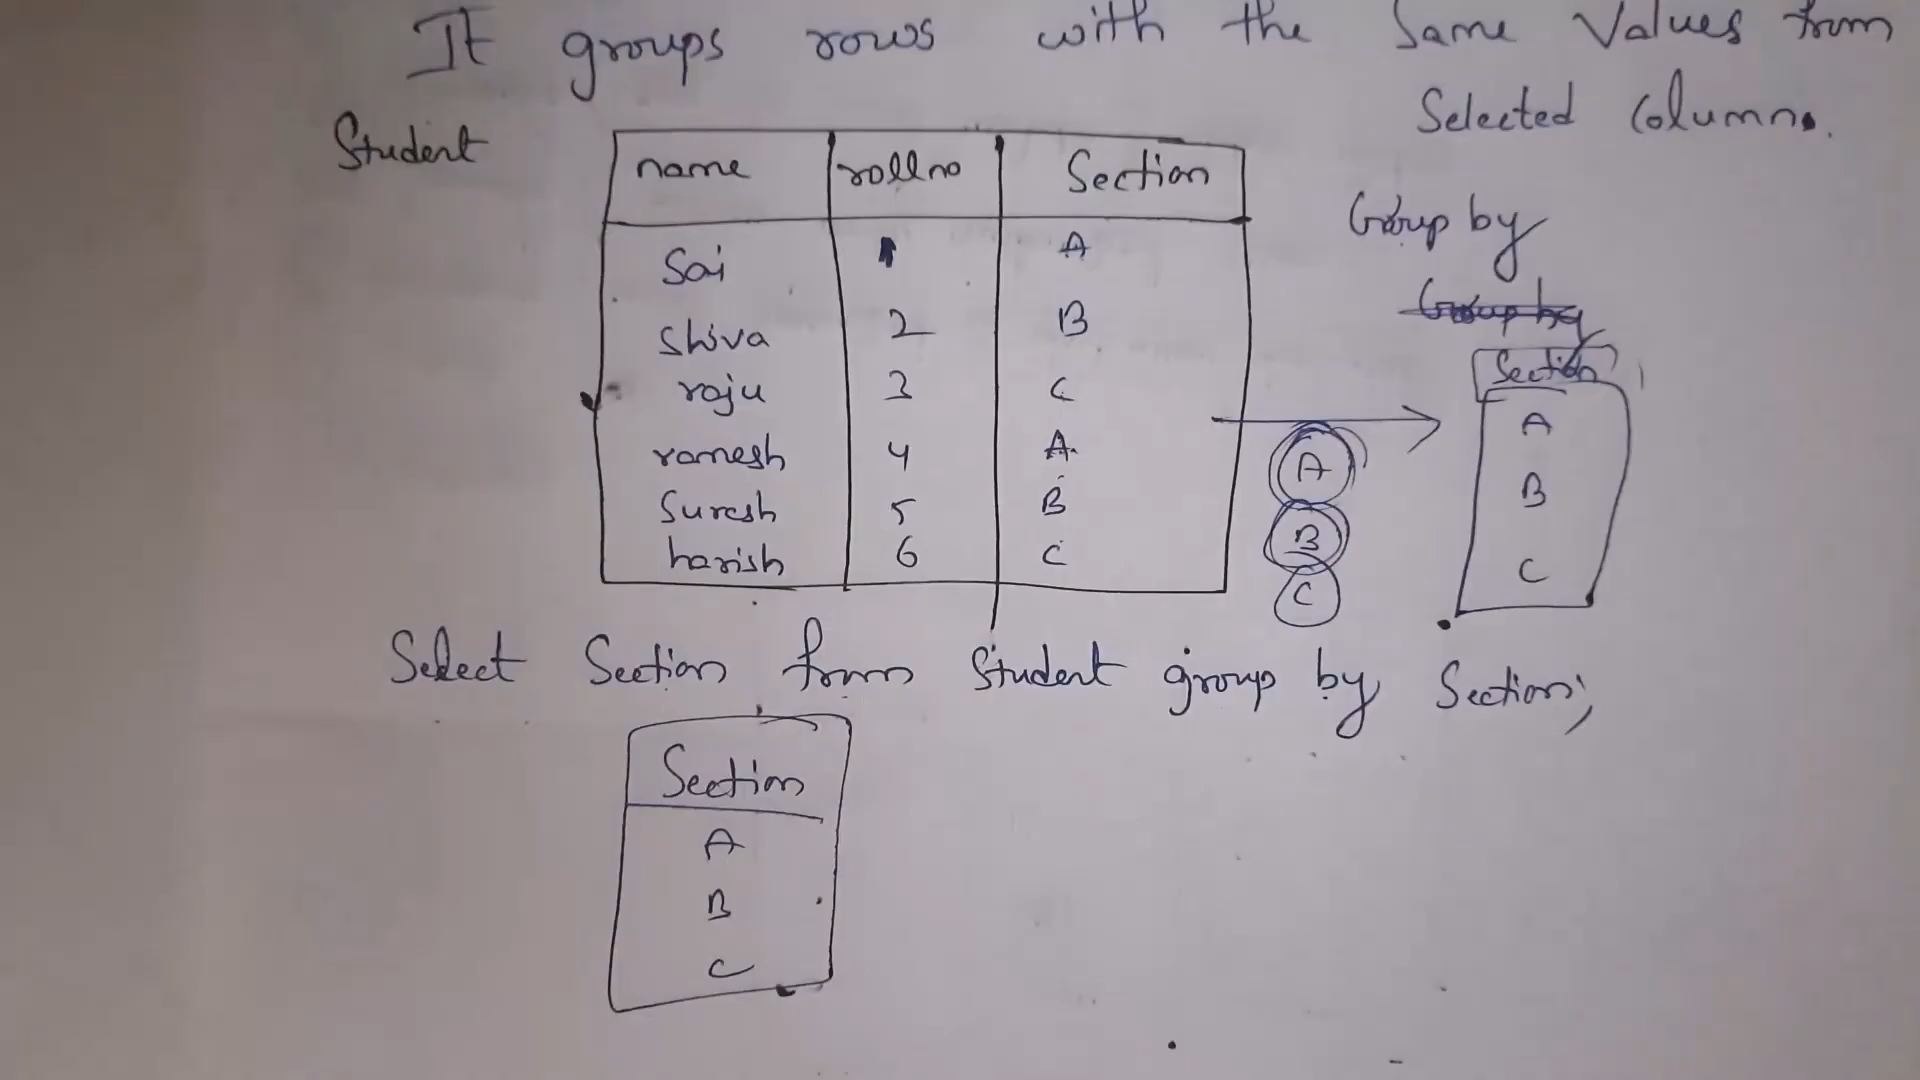 It groups rows with the Same Values from
Selected Column.
Student
name rollno Section
Sai 1 A
Shiva 2 B
raju 3 C
ramesh 4 A
Suresh 5 B
harish 6 C
Group by
Group by
Section
A
B
C
A
B
C
Select Section from Student group by Section;
Section
A
B
C